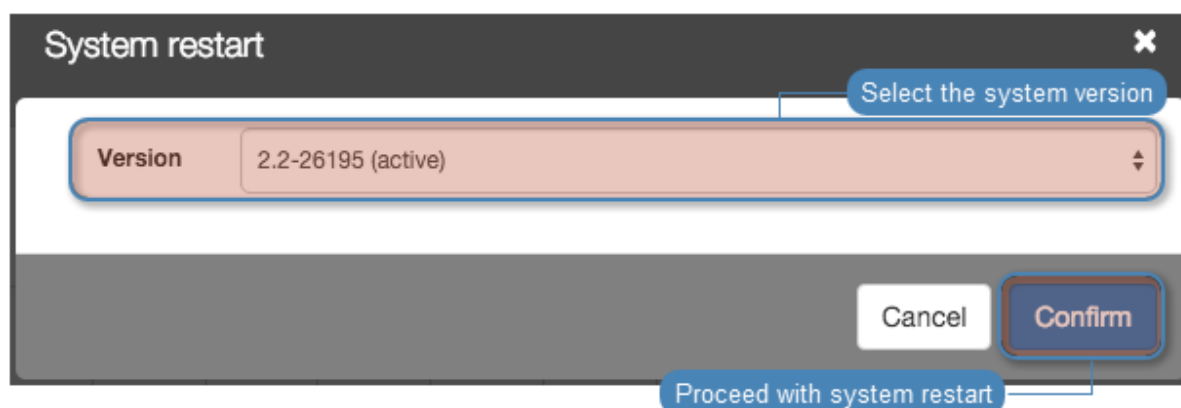 System restart
Select the system version
Version 2.2-26195 (active)
Cancel Confirm
Proceed with system restart